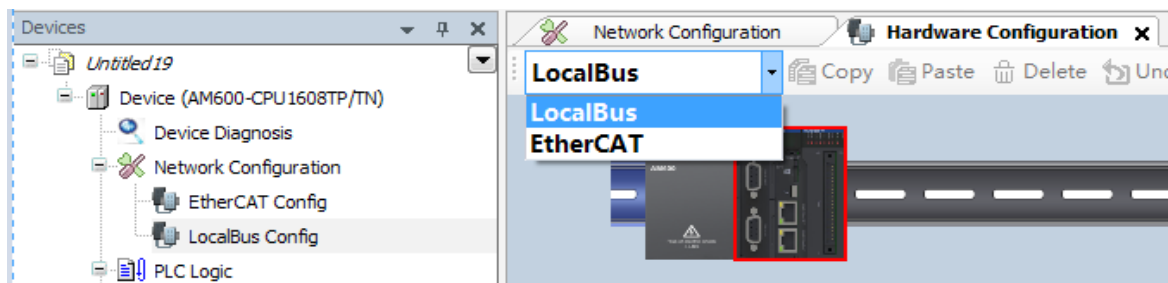 Devices
Untitled19
Device (AM600-CPU1608TP/TN)
Device Diagnosis
Network Configuration
EtherCAT Config
LocalBus Config
PLC Logic
Network Configuration
Hardware Configuration
LocalBus
Copy
Paste
Delete
Und
LocalBus
EtherCAT